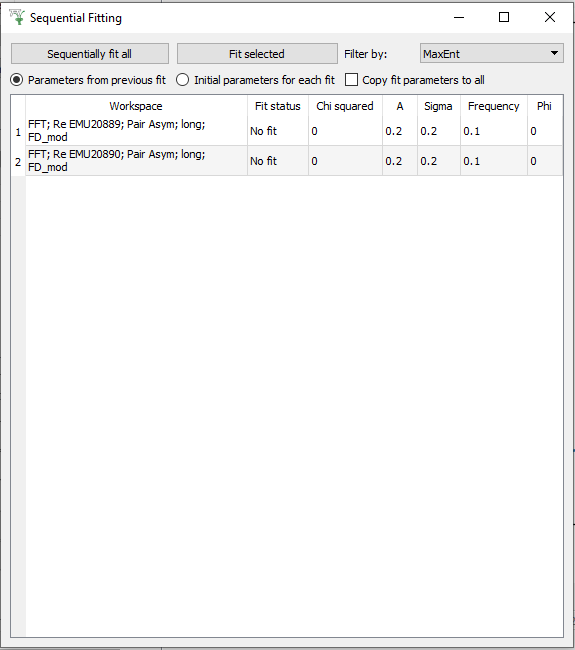 Sequential Fitting
Sequentially fit all Fit selected Filter by: MaxEnt
Parameters from previous fit Initial parameters for each fit Copy fit parameters to all
Workspace Fit status Chi squared A Sigma Frequency Phi
1 FFT; Re EMU20889; Pair Asym; long; FD_mod No fit 0 0.2 0.2 0.1 0
2 FFT; Re EMU20890; Pair Asym; long; FD_mod No fit 0 0.2 0.2 0.1 0